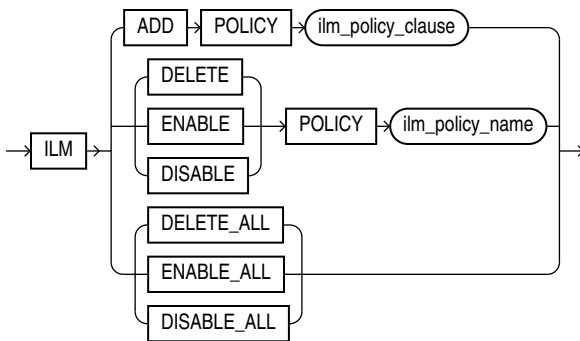 ADD POLICY ilm_policy_clause
DELETE
ENABLE POLICY ilm_policy_name
ILM
DISABLE
DELETE_ALL
ENABLE_ALL
DISABLE_ALL